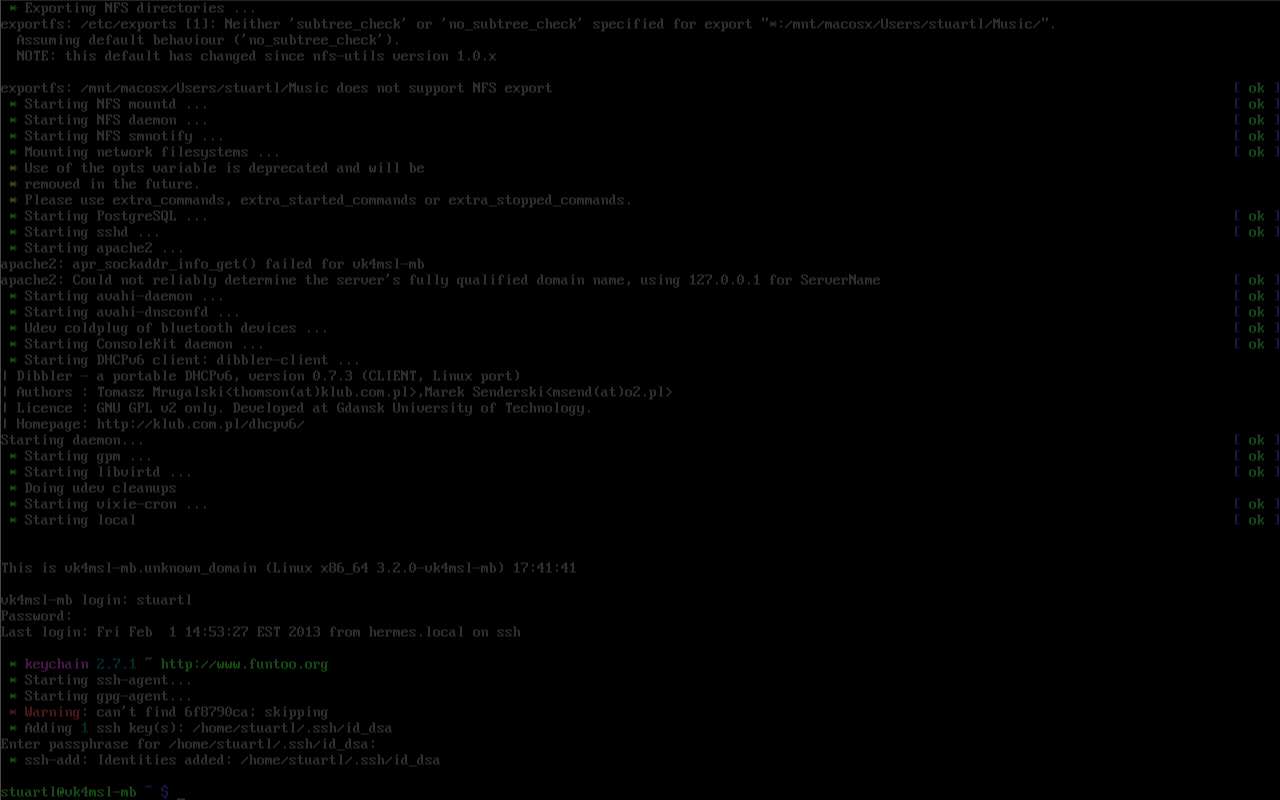 * Exporting NFS directories ...
exportfs: /etc/exports [1]: Neither 'subtree_check' or 'no_subtree_check' specified for export "*:/mnt/macosx/Users/stuartl/Music/".
  Assuming default behaviour ('no_subtree_check').
  NOTE: this default has changed since nfs-utils version 1.0.x
exportfs: /mnt/macosx/Users/stuartl/Music does not support NFS export [ ok ]
* Starting NFS mountd ... [ ok ]
* Starting NFS daemon ... [ ok ]
* Starting NFS smnotify ... [ ok ]
* Mounting network filesystems ... [ ok ]
* Use of the opts variable is deprecated and will be
* removed in the future.
* Please use extra_commands, extra_started_commands or extra_stopped_commands.
* Starting PostgreSQL ... [ ok ]
* Starting sshd ... [ ok ]
* Starting apache2 ...
apache2: apr_sockaddr_info_get() failed for vk4msl-mb
apache2: Could not reliably determine the server's fully qualified domain name, using 127.0.0.1 for ServerName [ ok ]
* Starting avahi-daemon ... [ ok ]
* Starting avahi-dnsconfd ... [ ok ]
* Udev coldplug of bluetooth devices ... [ ok ]
* Starting ConsoleKit daemon ... [ ok ]
* Starting DHCPv6 client: dibbler-client ...
| Dibbler - a portable DHCPv6, version 0.7.3 (CLIENT, Linux port)
| Authors : Tomasz Mrugalski<thomson(at)klub.com.pl>,Marek Senderski<msend(at)o2.pl>
| Licence : GNU GPL v2 only. Developed at Gdansk University of Technology.
| Homepage: http://klub.com.pl/dhcpv6/
Starting daemon... [ ok ]
* Starting gpm ... [ ok ]
* Starting libvirtd ... [ ok ]
* Doing udev cleanups
* Starting vixie-cron ... [ ok ]
* Starting local [ ok ]
This is vk4msl-mb.unknown_domain (Linux x86_64 3.2.0-vk4msl-mb) 17:41:41
vk4msl-mb login: stuartl
Password:
Last login: Fri Feb  1 14:53:27 EST 2013 from hermes.local on ssh
* keychain 2.7.1 ~ http://www.funtoo.org
* Starting ssh-agent...
* Starting gpg-agent...
* Warning: can't find 6f8790ca; skipping
* Adding 1 ssh key(s): /home/stuartl/.ssh/id_dsa
Enter passphrase for /home/stuartl/.ssh/id_dsa:
* ssh-add: Identities added: /home/stuartl/.ssh/id_dsa
stuartl@vk4msl-mb ~ $ _